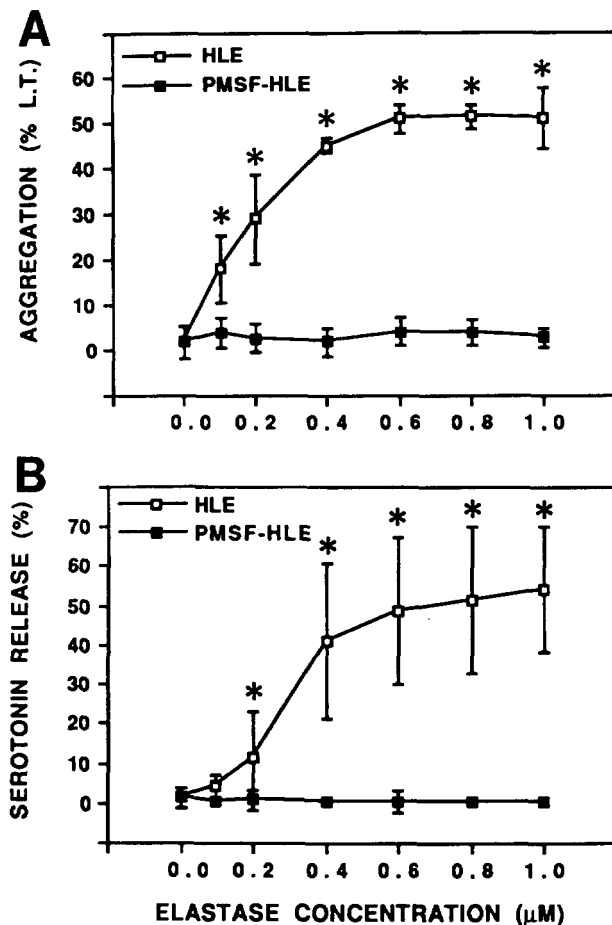 A
HLE
PMSF-HLE
AGGREGATION (% L.T.)
60
50
40
30
20
10
0
* * * * * *
0.0 0.2 0.4 0.6 0.8 1.0
B
HLE
PMSF-HLE
SEROTONIN RELEASE (%)
70
60
50
40
30
20
10
0
* * * * *
0.0 0.2 0.4 0.6 0.8 1.0
ELASTASE CONCENTRATION (µM)